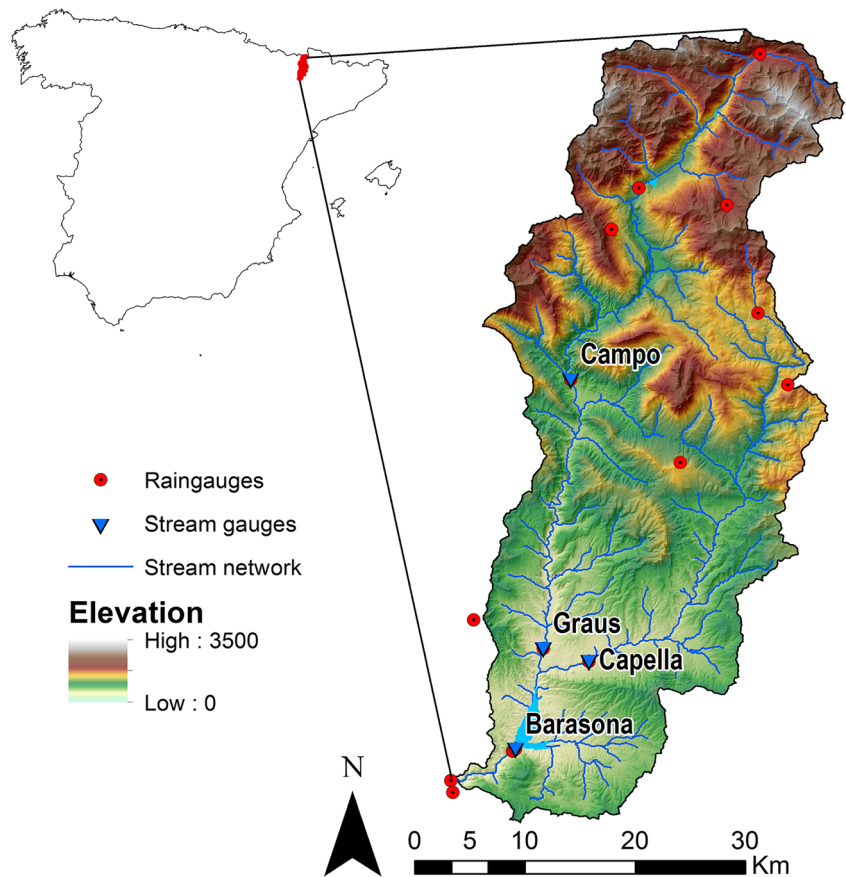 Campo
Raingauges
Stream gauges
Stream network
Elevation
High : 3500
Low : 0
Graus
Capella
Barasona
N
0 5 10 20 30
Km